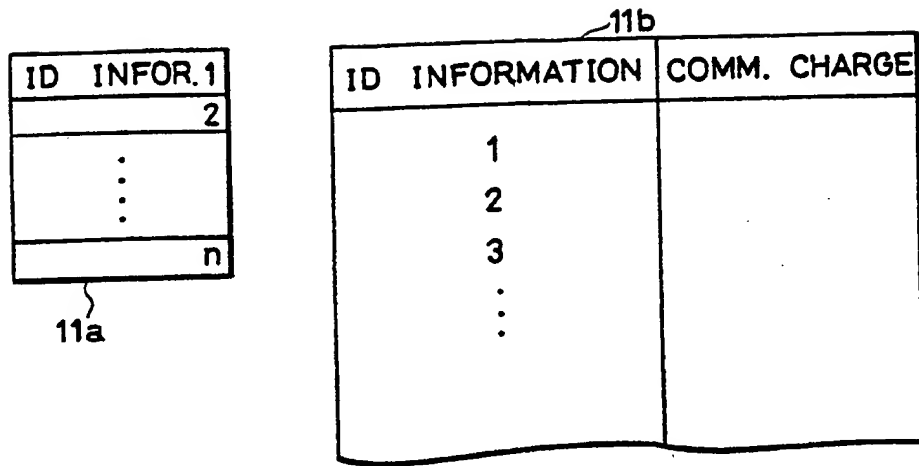 11b
ID INFOR.1
2
n
11a
ID INFORMATION COMM. CHARGE
1
2
3